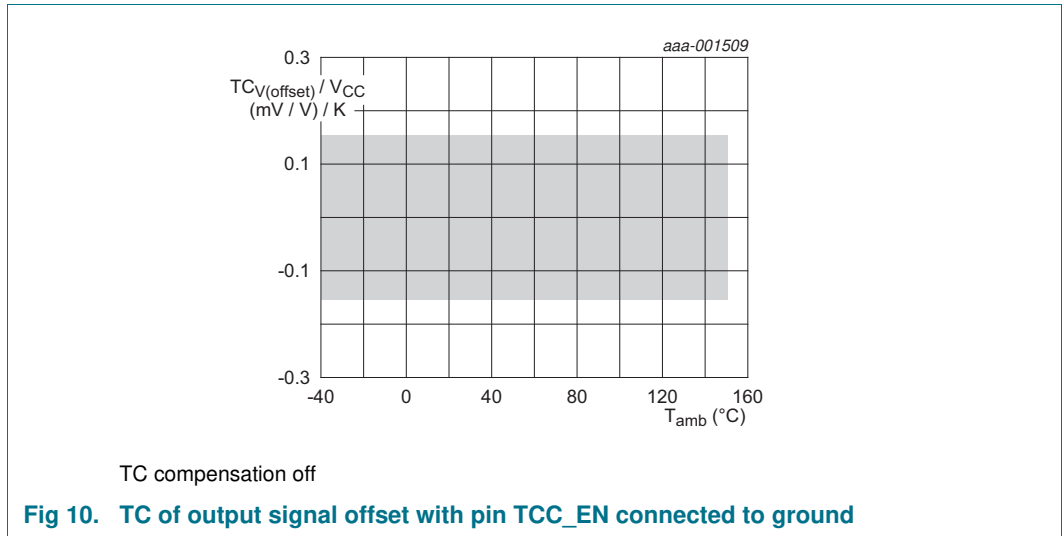 aaa-001509
0.3
TCV(offset) / VCC
(mV / V) / K
0.1
-0.1
-0.3
-40 0 40 80 120 160
Tamb (°C)
TC compensation off
Fig 10. TC of output signal offset with pin TCC_EN connected to ground